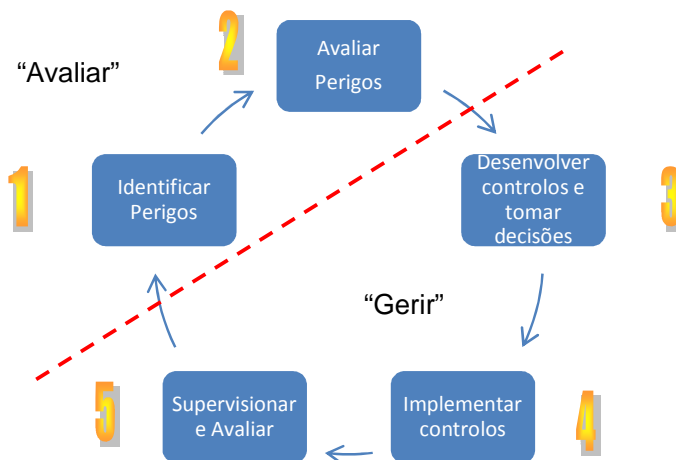 2
Avaliar
Perigos
“Avaliar”
1
Identificar
Perigos
Desenvolver
controlos e
tomar
decisões
3
“Gerir”
5
Supervisionar
e Avaliar
Implementar
controlos
4